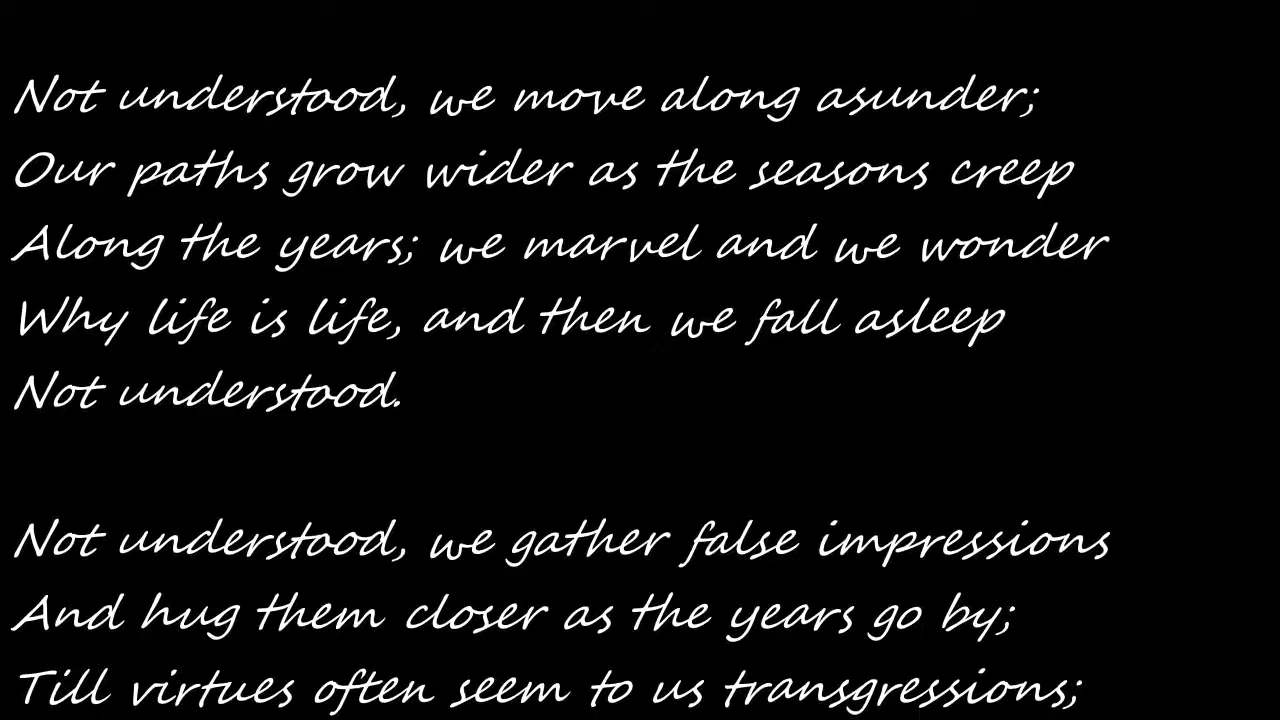 Not understood, we move along asunder;
Our paths grow wider as the seasons creep
Along the years; we marvel and we wonder
Why life is life, and then we fall asleep
Not understood.
Not understood, we gather false impressions
And hug them closer as the years go by;
Till virtues often seem to us transgressions;